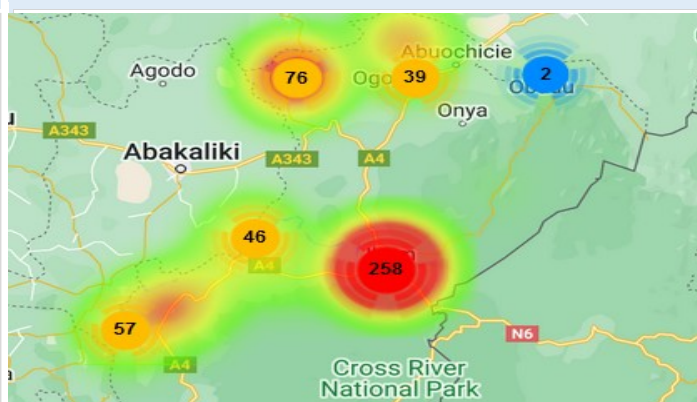 Abuochicie
Agodo
76
39
2
Onya
A343
Abakaliki
A343
A4
46
A4
258
57
N6
A4
Cross River
National Park